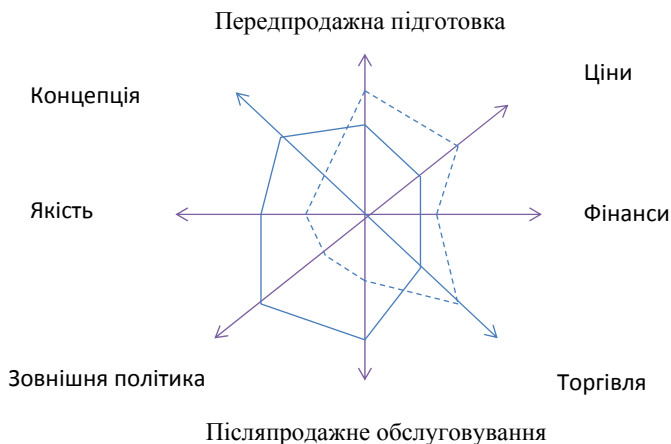 Передпродажна підготовка
Ціни
Концепція
Якість
Фінанси
Зовнішня політика
Торгівля
Післяпродажне обслуговування